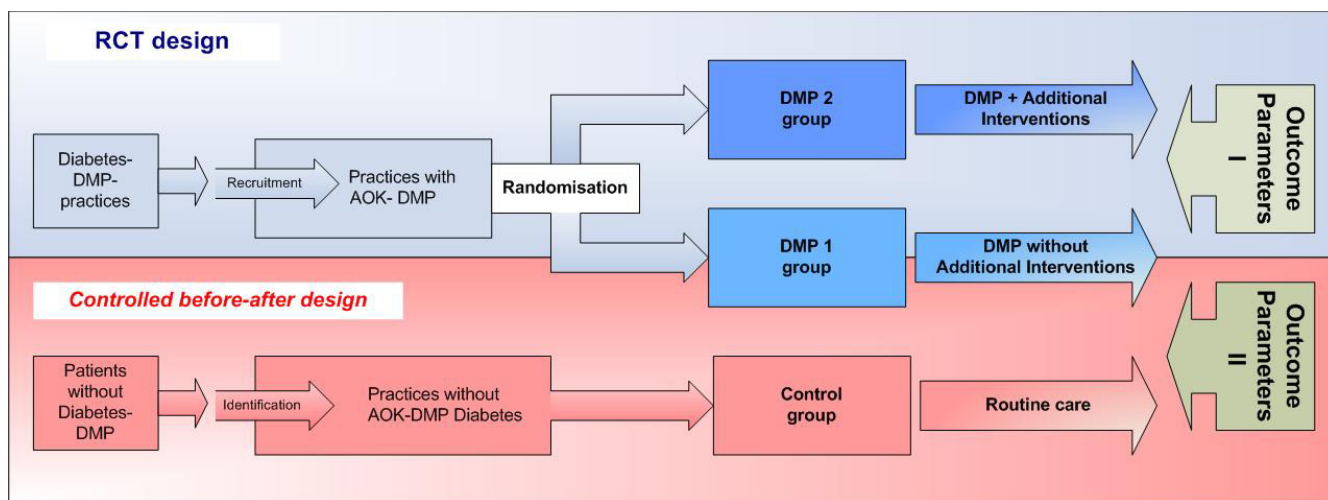 RCT design
Diabetes-
DMP-
practices
Recruitment
Practices with
AOK- DMP
Randomisation
DMP 2
group
DMP + Additional
Interventions
DMP 1
group
DMP without
Additional Interventions
Outcome
Parameters
I
Controlled before-after design
Patients
without
Diabetes-
DMP
Identification
Practices without
AOK-DMP Diabetes
Control
group
Routine care
Outcome
Parameters
II